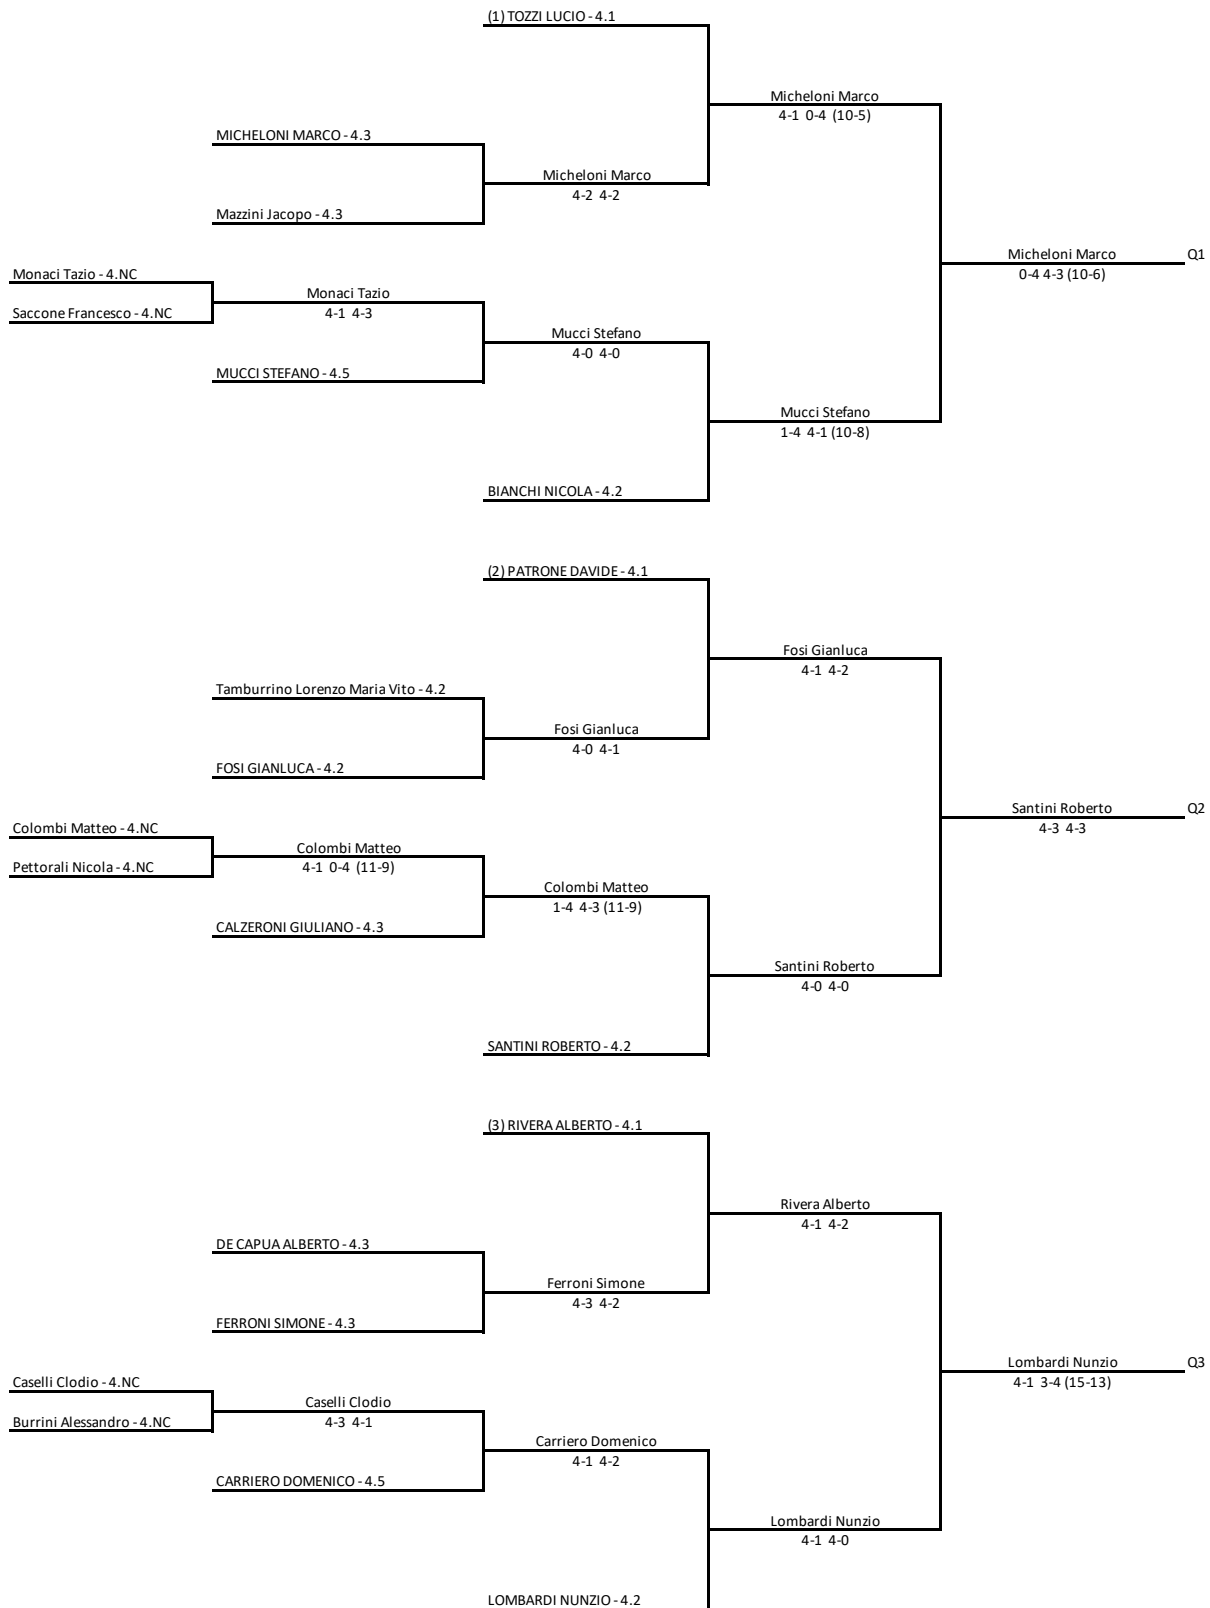 (1) TOZZI LUCIO - 4.1
Micheloni Marco
4-1 0-4 (10-5)
MICHELONI MARCO - 4.3
Micheloni Marco
4-2 4-2
Mazzini Jacopo - 4.3
Micheloni Marco
Q1
0-4 4-3 (10-6)
Monaci Tazio - 4.NC
Monaci Tazio
4-1 4-3
Saccone Francesco - 4.NC
Mucci Stefano
4-0 4-0
MUCCI STEFANO - 4.5
Mucci Stefano
1-4 4-1 (10-8)
BIANCHI NICOLA - 4.2
(2) PATRONE DAVIDE - 4.1
Fosi Gianluca
4-1 4-2
Tamburrino Lorenzo Maria Vito - 4.2
Fosi Gianluca
4-0 4-1
FOSI GIANLUCA - 4.2
Santini Roberto
Q2
4-3 4-3
Colombi Matteo - 4.NC
Colombi Matteo
4-1 0-4 (11-9)
Pettorali Nicola - 4.NC
Colombi Matteo
1-4 4-3 (11-9)
CALZERONI GIULIANO - 4.3
Santini Roberto
4-0 4-0
SANTINI ROBERTO - 4.2
(3) RIVERA ALBERTO - 4.1
Rivera Alberto
4-1 4-2
DE CAPUA ALBERTO - 4.3
Ferroni Simone
4-3 4-2
FERRONI SIMONE - 4.3
Lombardi Nunzio
Q3
4-1 3-4 (15-13)
Caselli Clodio - 4.NC
Caselli Clodio
4-3 4-1
Burrini Alessandro - 4.NC
Carriero Domenico
4-1 4-2
CARRIERO DOMENICO - 4.5
Lombardi Nunzio
4-1 4-0
LOMBARDI NUNZIO - 4.2